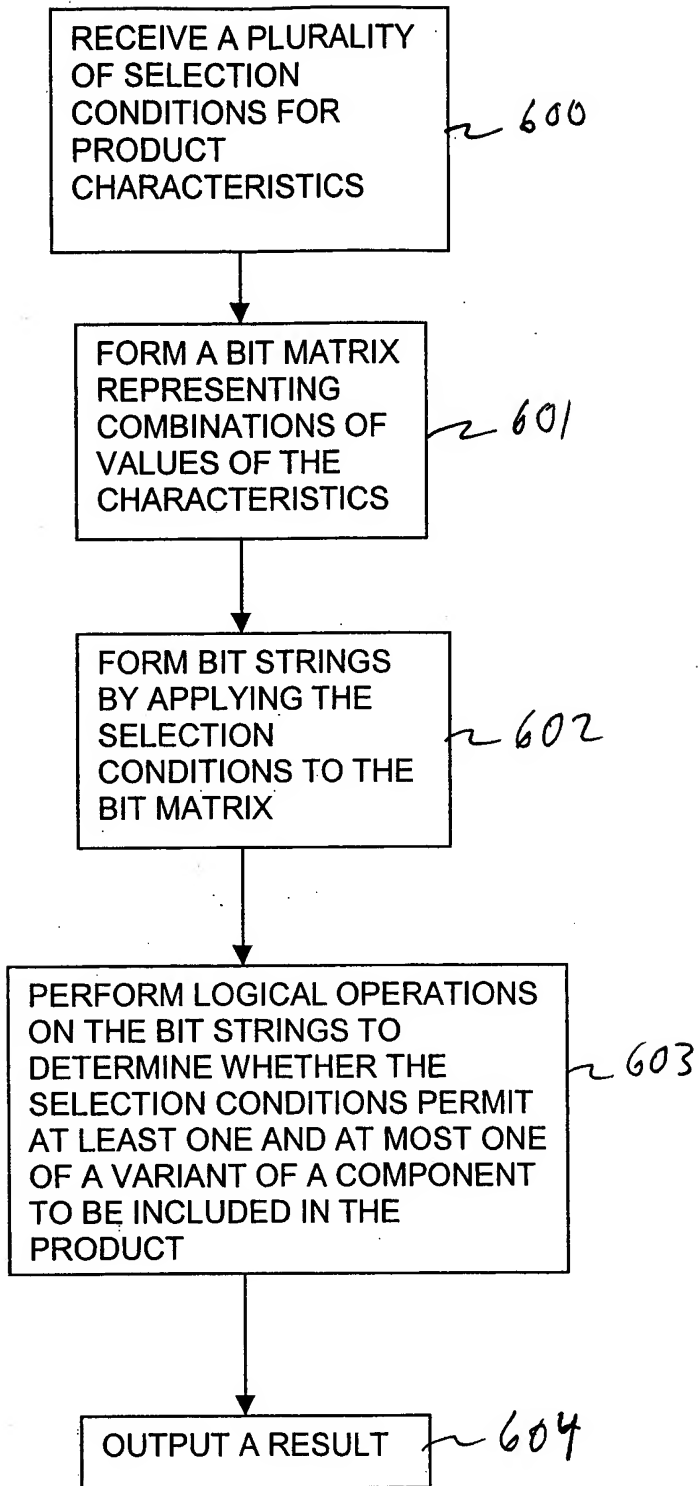 RECEIVE A PLURALITY
OF SELECTION
CONDITIONS FOR
PRODUCT
CHARACTERISTICS
600
FORM A BIT MATRIX
REPRESENTING
COMBINATIONS OF
VALUES OF THE
CHARACTERISTICS
601
FORM BIT STRINGS
BY APPLYING THE
SELECTION
CONDITIONS TO THE
BIT MATRIX
602
PERFORM LOGICAL OPERATIONS
ON THE BIT STRINGS TO
DETERMINE WHETHER THE
SELECTION CONDITIONS PERMIT
AT LEAST ONE AND AT MOST ONE
OF A VARIANT OF A COMPONENT
TO BE INCLUDED IN THE
PRODUCT
603
OUTPUT A RESULT
604